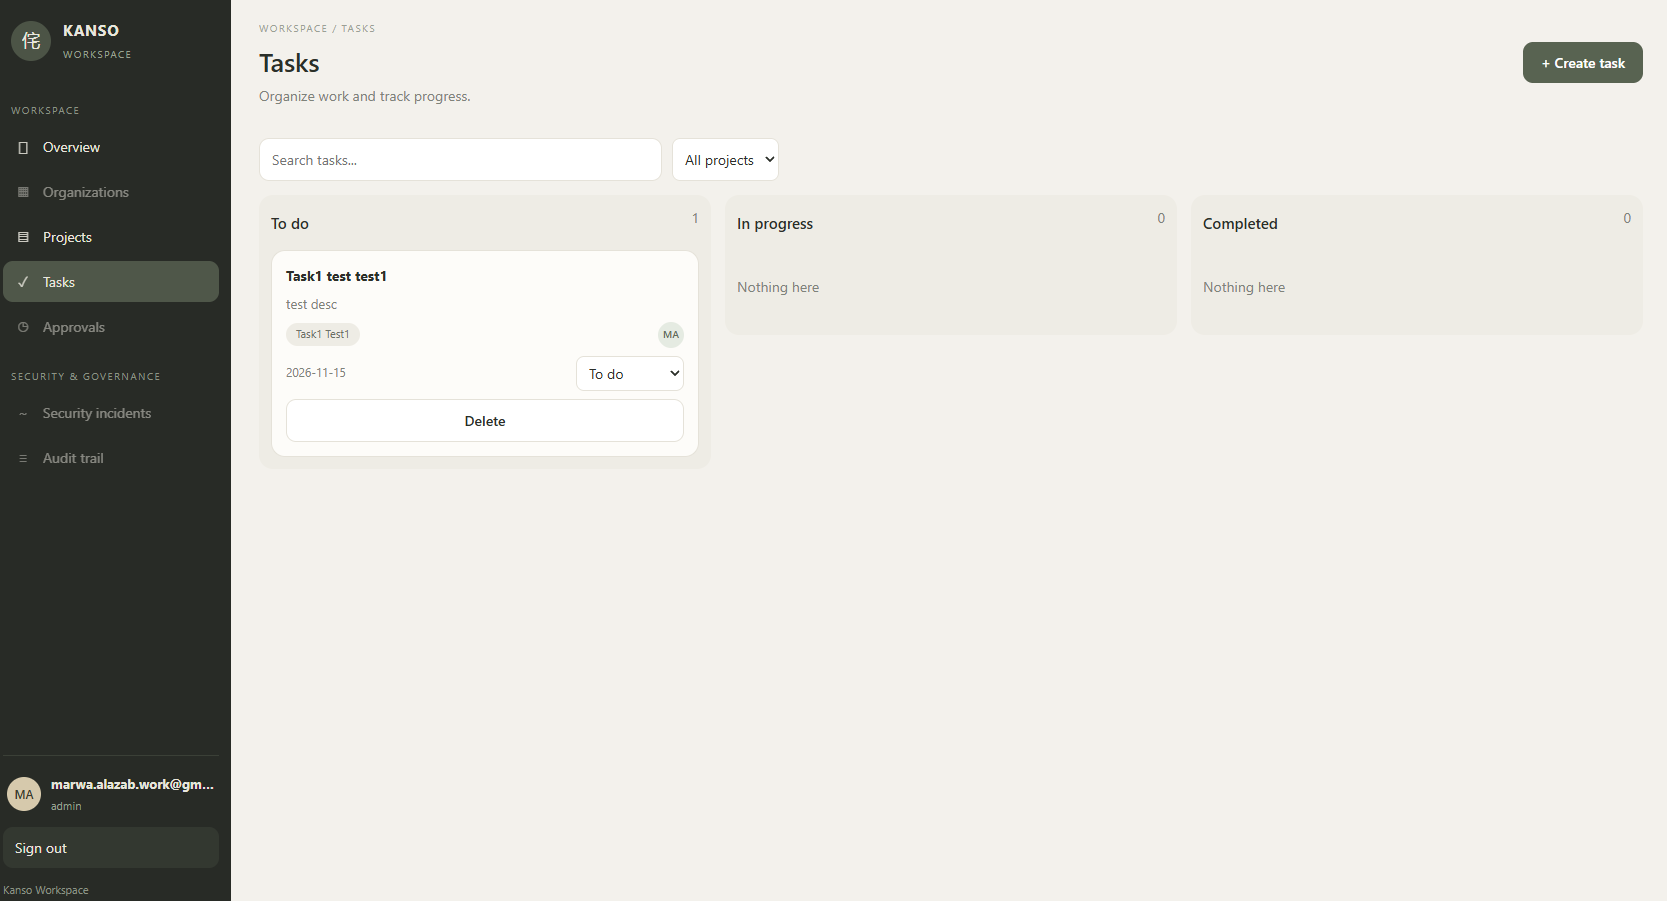 侘
KANSO
WORKSPACE
WORKSPACE
Overview
Organizations
Projects
Tasks
Approvals
SECURITY & GOVERNANCE
Security incidents
Audit trail
marwa.alazab.work@gm...
MA
admin
Sign out
Kanso Workspace
WORKSPACE / TASKS
Tasks
Organize work and track progress.
+ Create task
Search tasks...
All projects
To do
1
Task1 test test1
test desc
Task1 Test1
MA
2026-11-15
To do
Delete
In progress
0
Nothing here
Completed
0
Nothing here